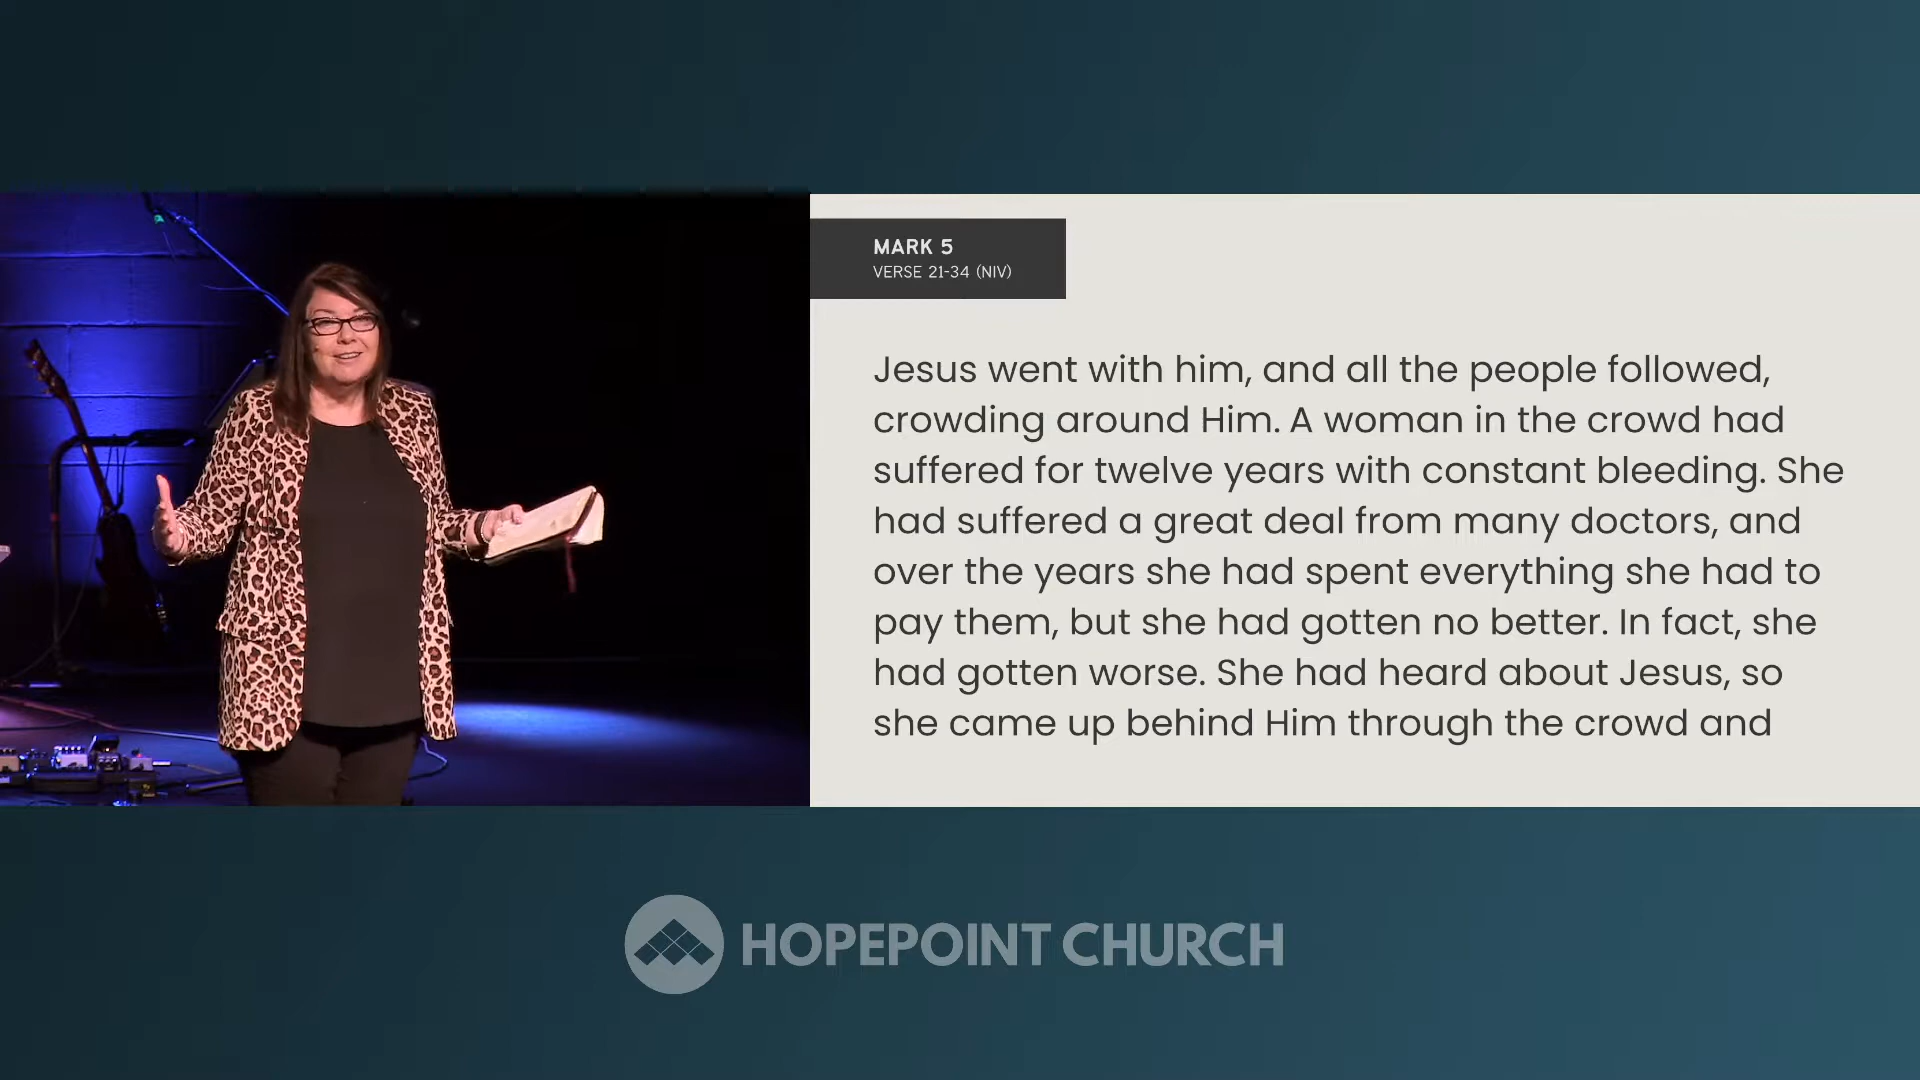 MARK 5
VERSE 21-34 (NIV)
Jesus went with him, and all the people followed,
crowding around Him. A woman in the crowd had
suffered for twelve years with constant bleeding. She
had suffered a great deal from many doctors, and
over the years she had spent everything she had to
pay them, but she had gotten no better. In fact, she
had gotten worse. She had heard about Jesus, so
she came up behind Him through the crowd and
HOPEPOINT CHURCH